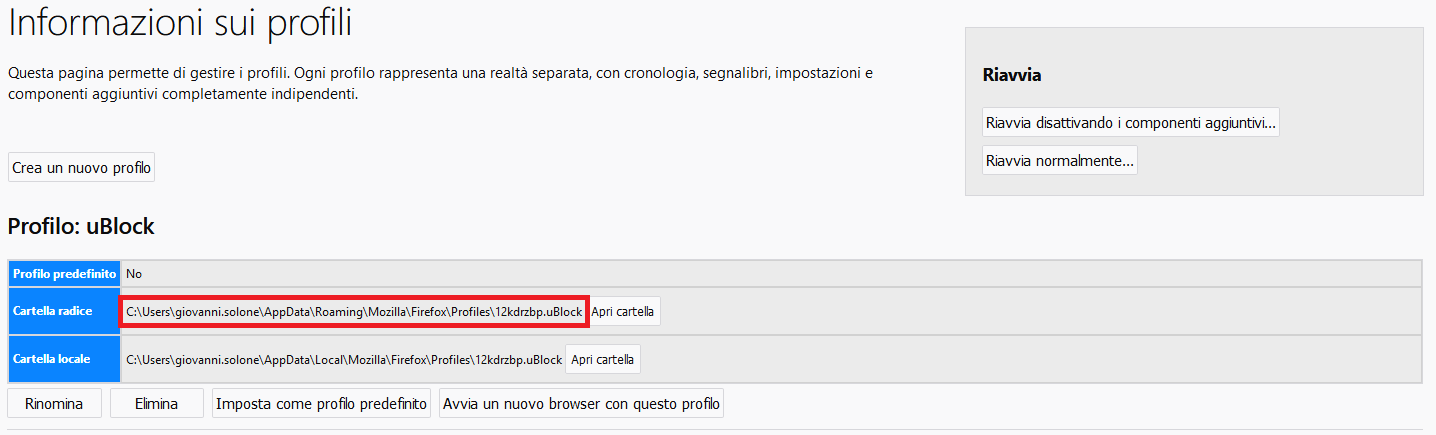 Informazioni sui profili
Questa pagina permette di gestire i profili. Ogni profilo rappresenta una realtà separata, con cronologia, segnalibri, impostazioni e
componenti aggiuntivi completamente indipendenti.
Riavvia
Riavvia disattivando i componenti aggiuntivi...
Riavvia normalmente...
Crea un nuovo profilo
Profilo: uBlock
Profilo predefinito No
Cartella radice C:\Users\giovanni.solone\AppData\Roaming\Mozilla\Firefox\Profiles\12kdrzbp.uBlock Apri cartella
Cartella locale C:\Users\giovanni.solone\AppData\Local\Mozilla\Firefox\Profiles\12kdrzbp.uBlock Apri cartella
Rinomina Elimina Imposta come profilo predefinito Avvia un nuovo browser con questo profilo